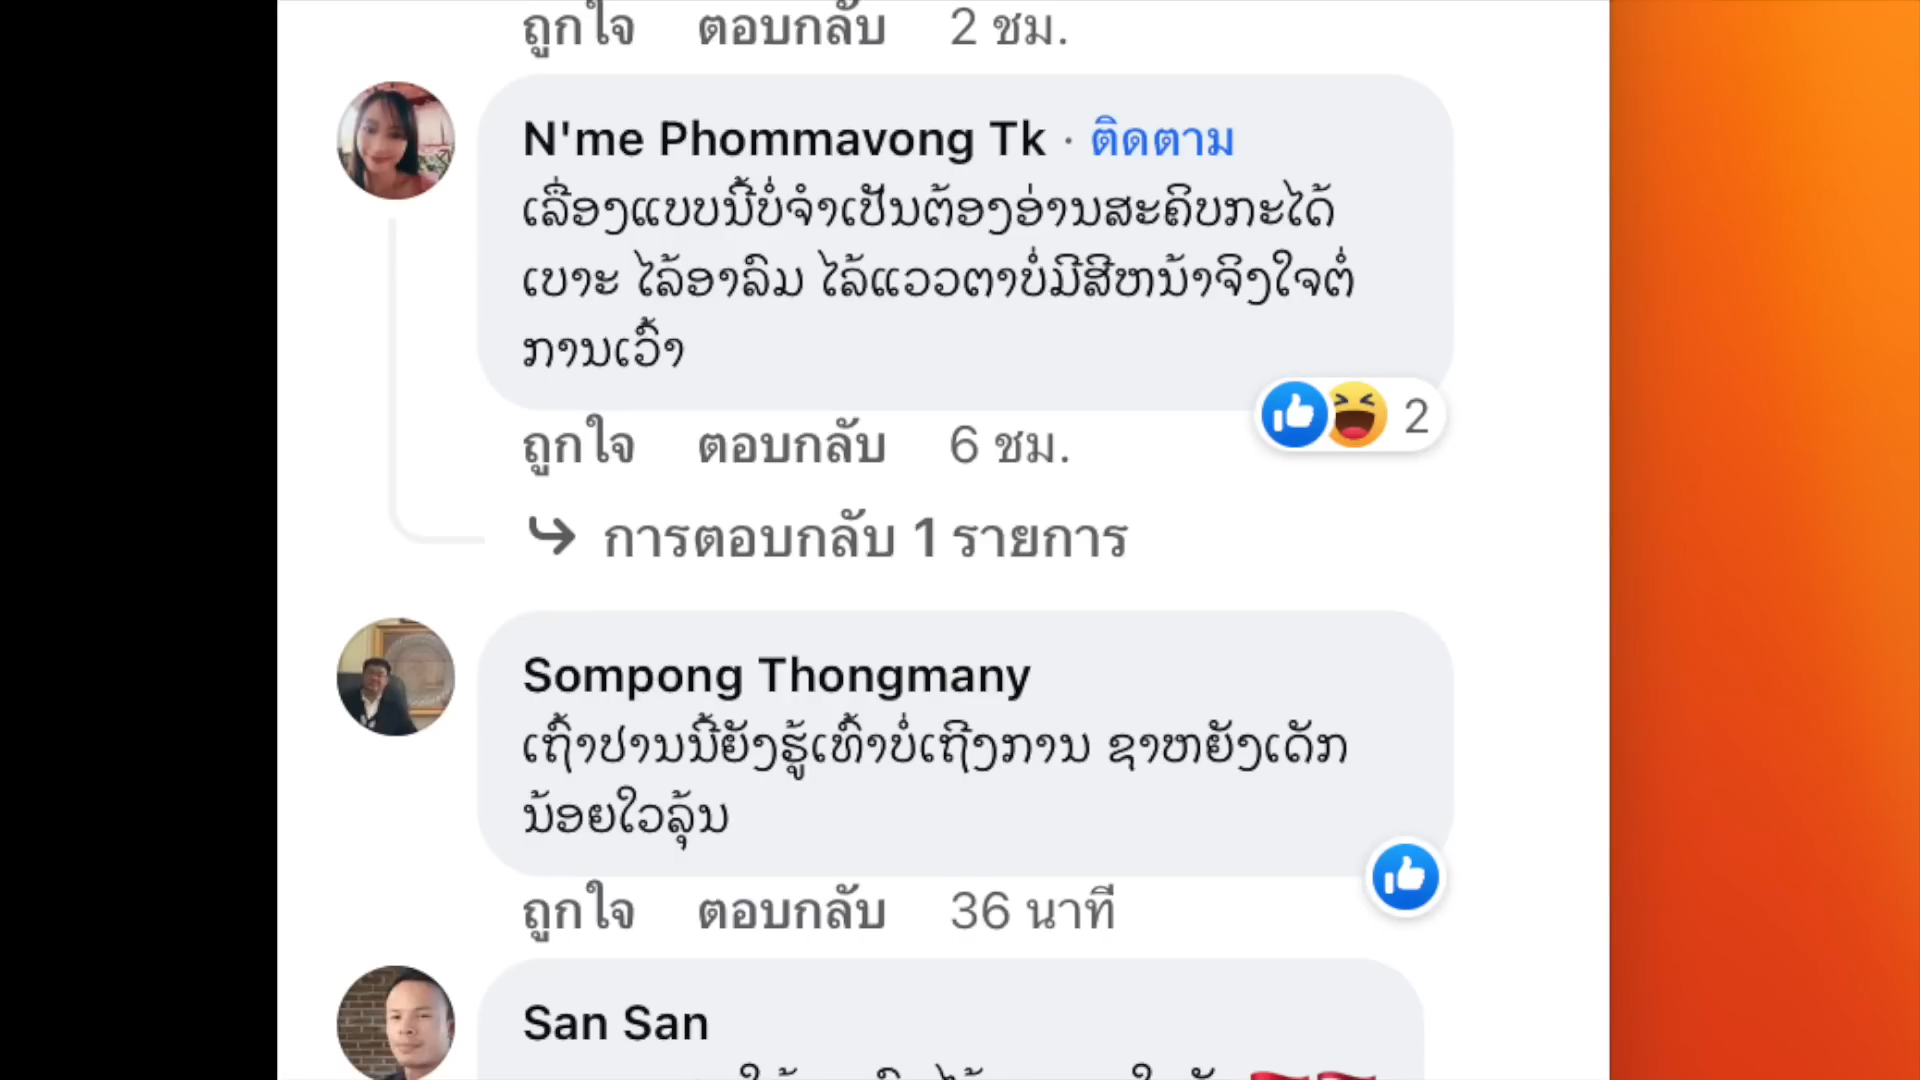 ถูกใจ ตอบกลับ 2 ชม.
N'me Phommavong Tk · ติดตาม
ເລື່ອງແບບນີ້ບໍ່ຈຳເປັນຕ້ອງອ່ານສະຄິບກະໄດ້
ເບາະ ໄລ້ອາລົມ ໄລ້ແວວຕາບໍ່ມີສີຫນ້າຈິງໃຈຕໍ່
ການເວົ້າ
2
ถูกใจ ตอบกลับ 6 ชม.
การตอบกลับ 1 รายการ
Sompong Thongmany
ເຖົ້າປານນີ້ຍັງຮູ້ເທົ້າບໍ່ເຖີງການ ຊາຫຍັງເດັກ
ນ້ອຍໃວລຸ້ນ
ถูกใจ ตอบกลับ 36 นาที
San San